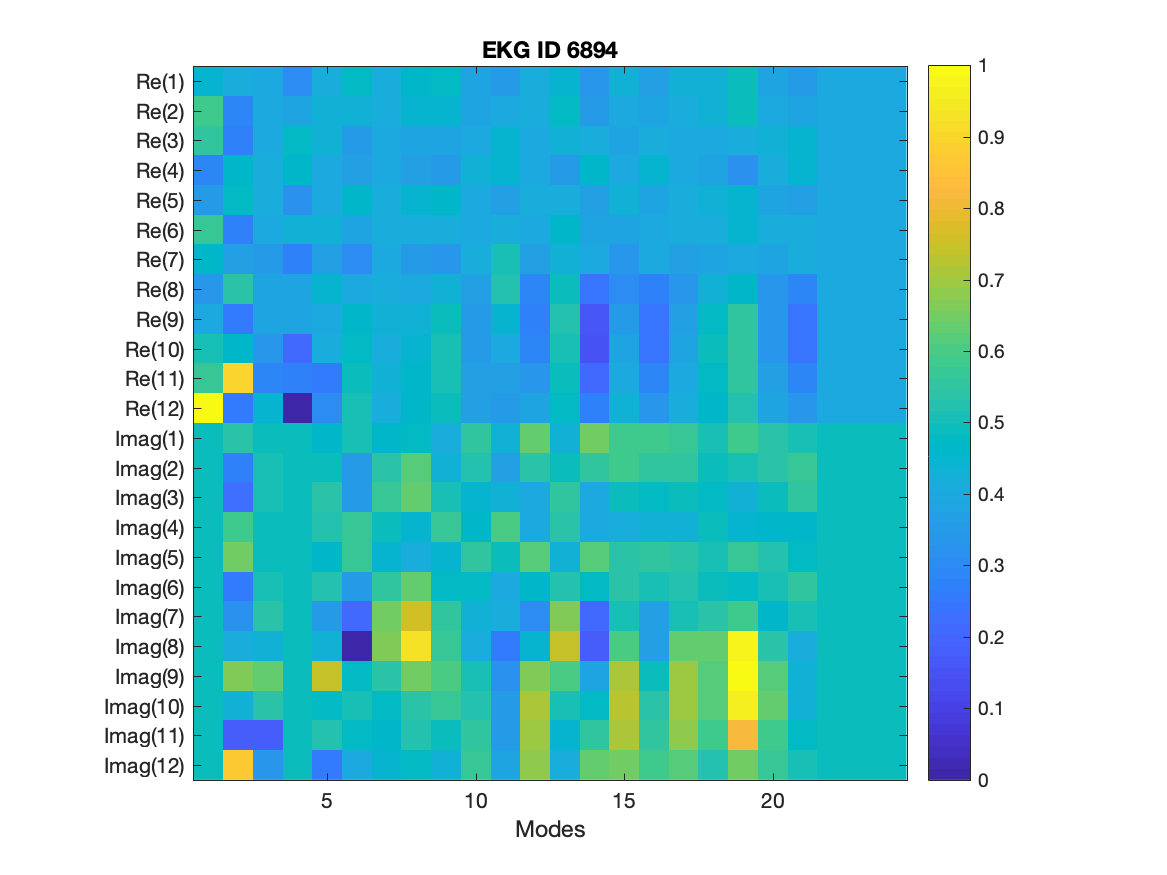 EKG ID 6894
Re(1)
Re(2)
Re(3)
Re(4)
Re(5)
Re(6)
Re(7)
Re(8)
Re(9)
Re(10)
Re(11)
Re(12)
Imag(1)
Imag(2)
Imag(3)
Imag(4)
Imag(5)
Imag(6)
Imag(7)
Imag(8)
Imag(9)
Imag(10)
Imag(11)
Imag(12)
5 10 15 20
Modes
1
0.9
0.8
0.7
0.6
0.5
0.4
0.3
0.2
0.1
0